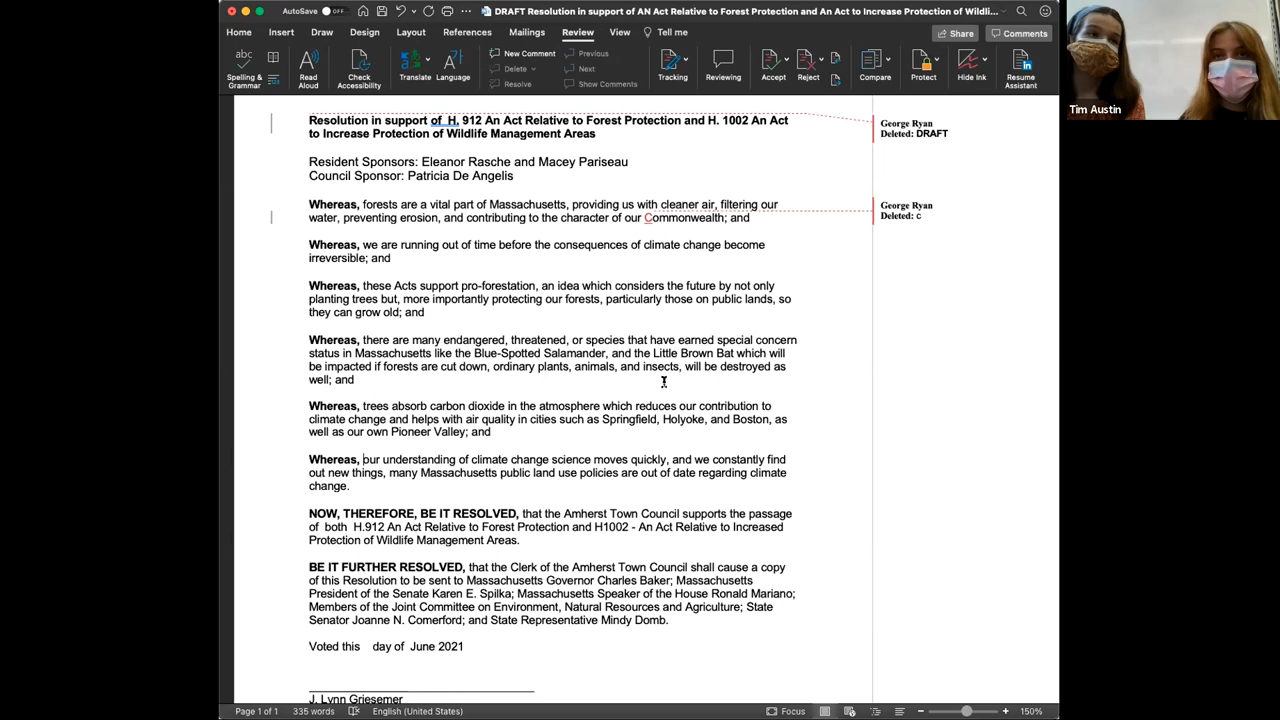 AutoSave OFF DRAFT Resolution in support of AN Act Relative to Forest Protection and An Act to Increase Protection of Wildli...
Home Insert Draw Design Layout References Mailings Review View Tell me Share Comments
Spelling & Grammar
Read Aloud
Check Accessibility
Translate
Language
New Comment
Delete
Resolve
Previous
Next
Show Comments
Tracking
Reviewing
Accept
Reject
Compare
Protect
Hide Ink
Resume Assistant
Tim Austin
Resolution in support of H. 912 An Act Relative to Forest Protection and H. 1002 An Act
to Increase Protection of Wildlife Management Areas
George Ryan
Deleted: DRAFT
Resident Sponsors: Eleanor Rasche and Macey Pariseau
Council Sponsor: Patricia De Angelis
Whereas, forests are a vital part of Massachusetts, providing us with cleaner air, filtering our
water, preventing erosion, and contributing to the character of our Commonwealth; and
George Ryan
Deleted: c
Whereas, we are running out of time before the consequences of climate change become
irreversible; and
Whereas, these Acts support pro-forestation, an idea which considers the future by not only
planting trees but, more importantly protecting our forests, particularly those on public lands, so
they can grow old; and
Whereas, there are many endangered, threatened, or species that have earned special concern
status in Massachusetts like the Blue-Spotted Salamander, and the Little Brown Bat which will
be impacted if forests are cut down, ordinary plants, animals, and insects, will be destroyed as
well; and
Whereas, trees absorb carbon dioxide in the atmosphere which reduces our contribution to
climate change and helps with air quality in cities such as Springfield, Holyoke, and Boston, as
well as our own Pioneer Valley; and
Whereas, our understanding of climate change science moves quickly, and we constantly find
out new things, many Massachusetts public land use policies are out of date regarding climate
change.
NOW, THEREFORE, BE IT RESOLVED, that the Amherst Town Council supports the passage
of both H.912 An Act Relative to Forest Protection and H1002 - An Act Relative to Increased
Protection of Wildlife Management Areas.
BE IT FURTHER RESOLVED, that the Clerk of the Amherst Town Council shall cause a copy
of this Resolution to be sent to Massachusetts Governor Charles Baker; Massachusetts
President of the Senate Karen E. Spilka; Massachusetts Speaker of the House Ronald Mariano;
Members of the Joint Committee on Environment, Natural Resources and Agriculture; State
Senator Joanne N. Comerford; and State Representative Mindy Domb.
Voted this day of June 2021
J. Lynn Griesemer
Page 1 of 1 335 words English (United States) Focus 150%